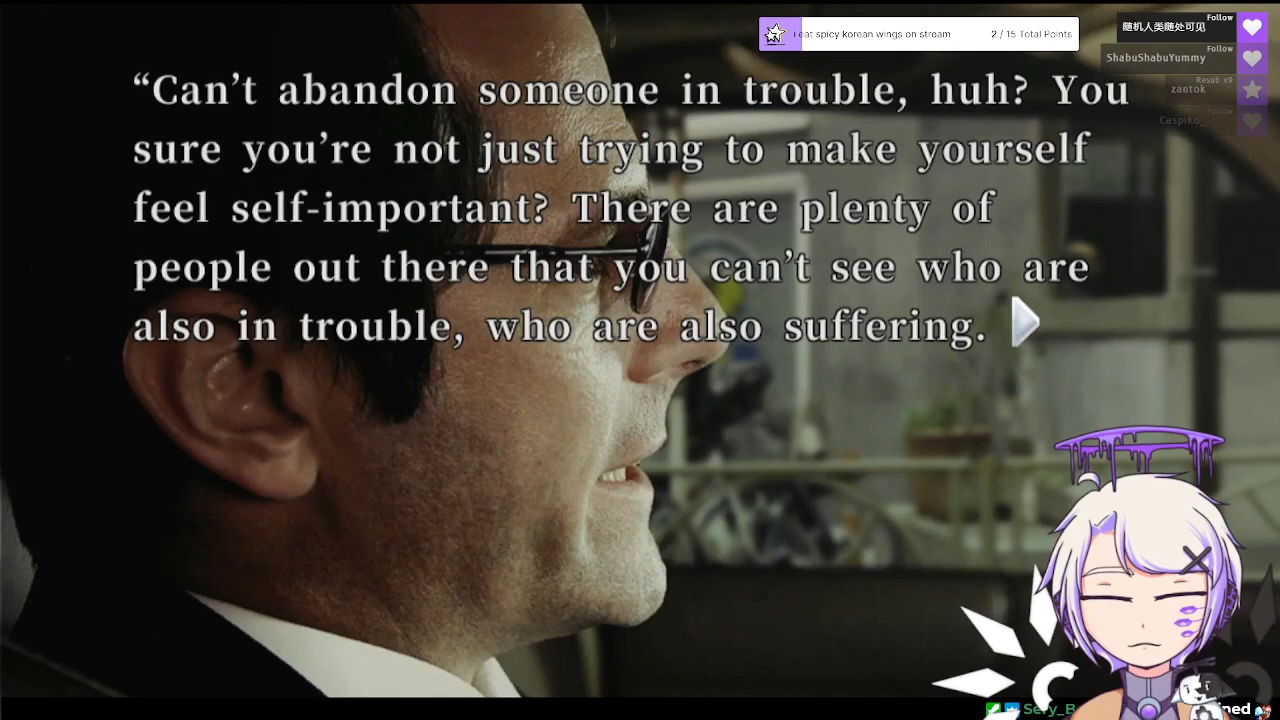 i eat spicy korean wings on stream 2 / 15 Total Points
Follow
随机人类随处可见
Follow
ShabuShabuYummy
Resub x9
zantok
Follow
Caspiko_
“Can’t abandon someone in trouble, huh? You
sure you’re not just trying to make yourself
feel self-important? There are plenty of
people out there that you can’t see who are
also in trouble, who are also suffering.